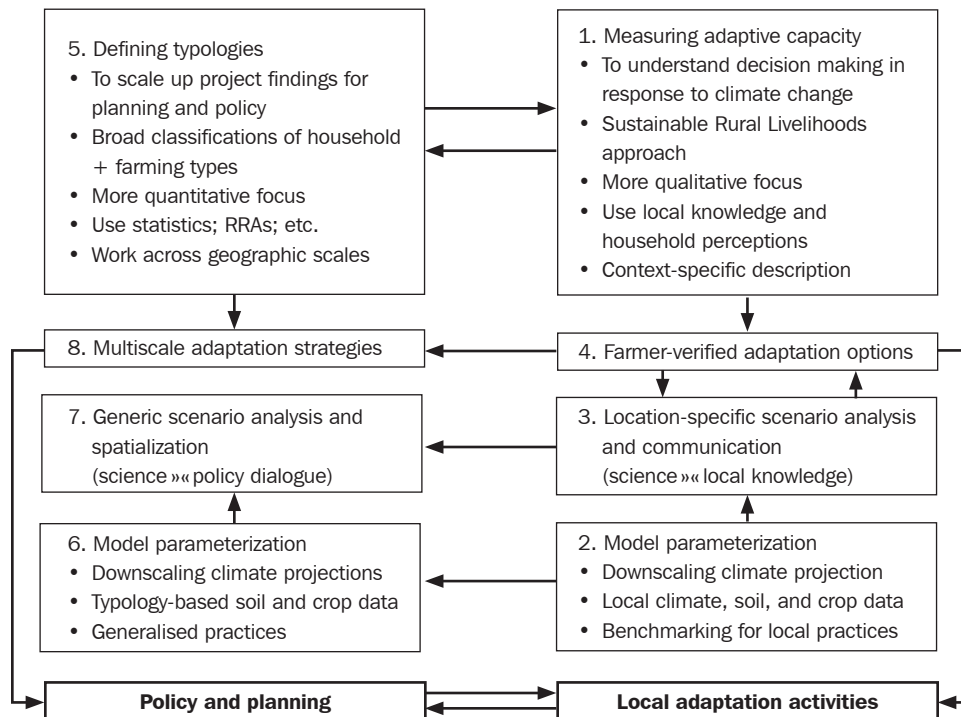 5. Defining typologies
• To scale up project findings for
planning and policy
• Broad classifications of household
+ farming types
• More quantitative focus
• Use statistics; RRAs; etc.
• Work across geographic scales
1. Measuring adaptive capacity
• To understand decision making in
response to climate change
• Sustainable Rural Livelihoods
approach
• More qualitative focus
• Use local knowledge and
household perceptions
• Context-specific description
8. Multiscale adaptation strategies
4. Farmer-verified adaptation options
7. Generic scenario analysis and
spatialization
(science »« policy dialogue)
3. Location-specific scenario analysis
and communication
(science »« local knowledge)
6. Model parameterization
• Downscaling climate projections
• Typology-based soil and crop data
• Generalised practices
2. Model parameterization
• Downscaling climate projection
• Local climate, soil, and crop data
• Benchmarking for local practices
Policy and planning
Local adaptation activities